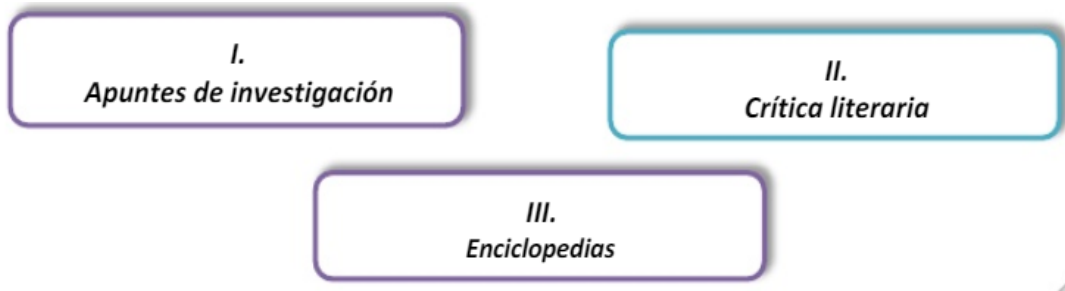 I.
Apuntes de investigación
II.
Crítica literaria
III.
Enciclopedias